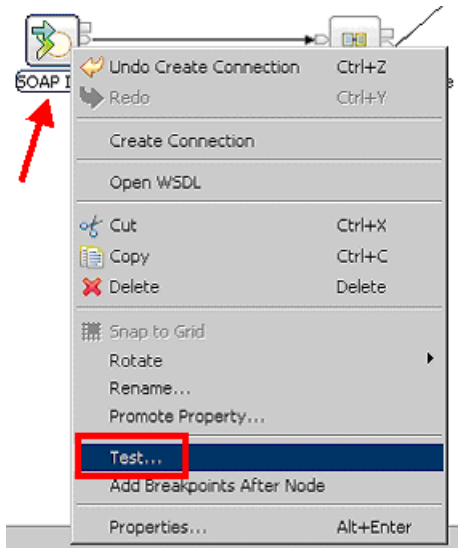 SOAP I
Undo Create Connection Ctrl+Z
Redo Ctrl+Y
Create Connection
Open WSDL
Cut Ctrl+X
Copy Ctrl+C
Delete Delete
Snap to Grid
Rotate
Rename...
Promote Property...
Test...
Add Breakpoints After Node
Properties... Alt+Enter